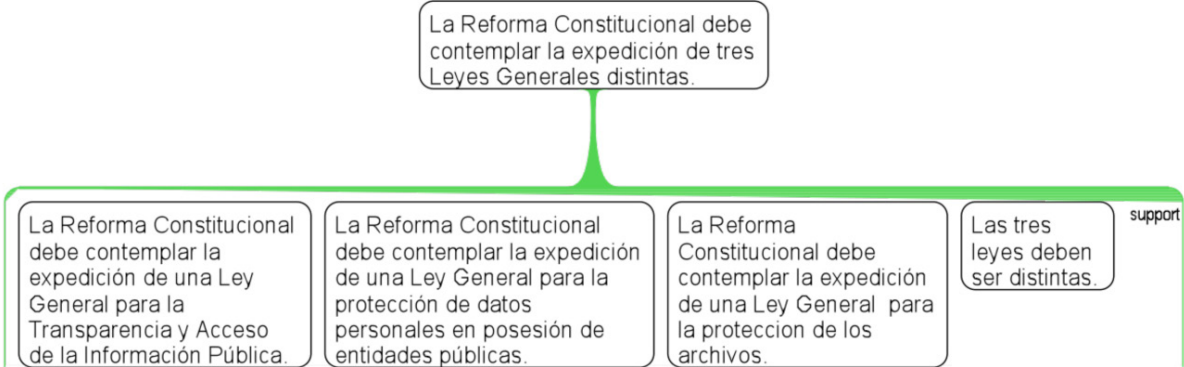 La Reforma Constitucional debe
contemplar la expedición de tres
Leyes Generales distintas.
La Reforma Constitucional
debe contemplar la
expedición de una Ley
General para la
Transparencia y Acceso
de la Información Pública.
La Reforma Constitucional
debe contemplar la expedición
de una Ley General para la
protección de datos
personales en posesión de
entidades públicas.
La Reforma
Constitucional debe
contemplar la expedición
de una Ley General  para
la proteccion de los
archivos.
Las tres
leyes deben
ser distintas.
support